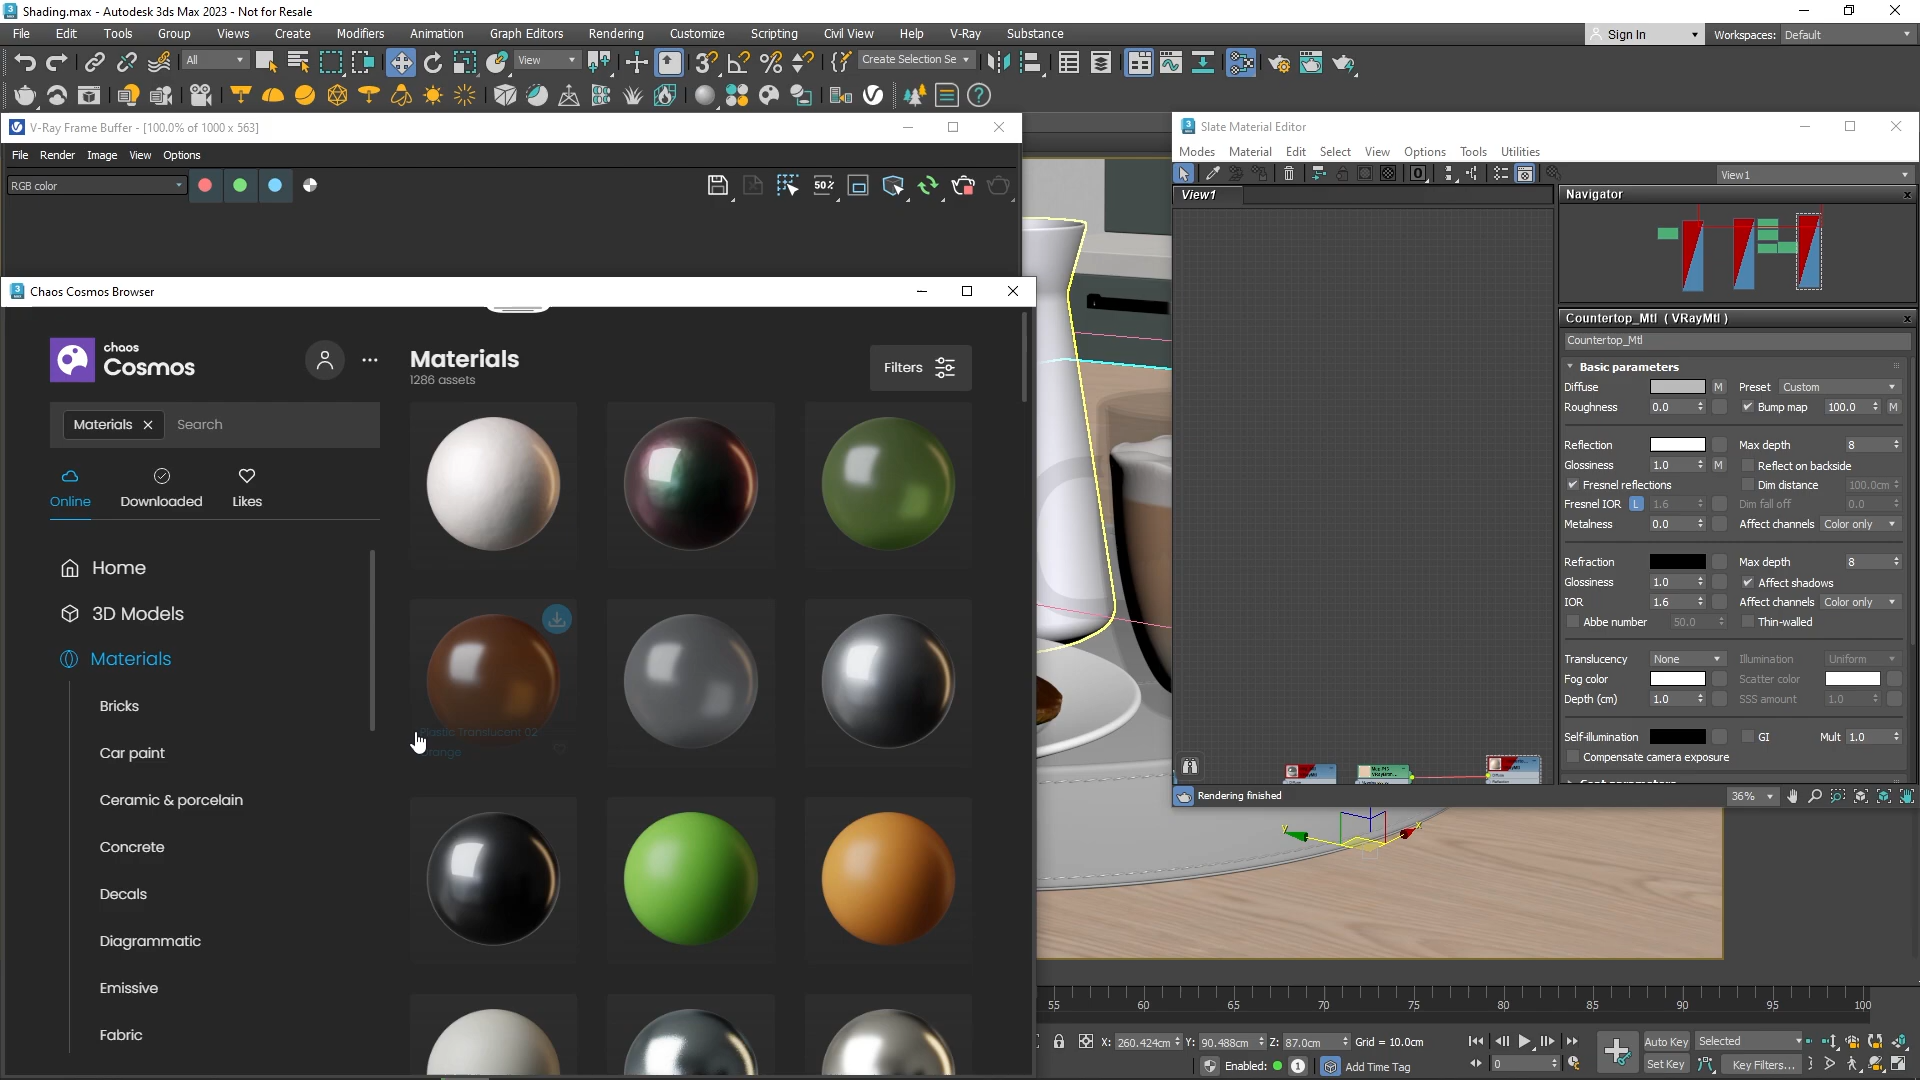 Shading.max - Autodesk 3ds Max 2023 - Not for Resale
File Edit Tools Group Views Create Modifiers Animation Graph Editors Rendering Customize Scripting Civil View Help V-Ray Substance
Sign In Workspaces: Default
All View Create Selection Se
V-Ray Frame Buffer - [100.0% of 1000 x 563]
File Render Image View Options
RGB color
50%
Chaos Cosmos Browser
chaos
Cosmos
Materials
1286 assets
Filters
Materials Search
Online Downloaded Likes
Home
3D Models
Materials
Bricks
Car paint
Ceramic & porcelain
Concrete
Decals
Diagrammatic
Emissive
Fabric
Plastic Translucent 02
Orange
Slate Material Editor
Modes Material Edit Select View Options Tools Utilities
View1
View1
Navigator
Countertop_Mtl ( VRayMtl )
Countertop_Mtl
Basic parameters
Diffuse M Preset Custom
Roughness 0.0 Bump map 100.0 M
Reflection Max depth 8
Glossiness 1.0 M Reflect on backside
Fresnel reflections Dim distance 100.0cm
Fresnel IOR L 1.6 Dim fall off 0.0
Metalness 0.0 Affect channels Color only
Refraction Max depth 8
Glossiness 1.0 Affect shadows
IOR 1.6 Affect channels Color only
Abbe number 50.0 Thin-walled
Translucency None Illumination Uniform
Fog color Scatter color
Depth (cm) 1.0 SSS amount 1.0
Self-illumination GI Mult 1.0
Compensate camera exposure
Rendering finished 36%
y x
55 60 65 70 75 80 85 90 95 100
X: 260.424cm Y: 90.488cm Z: 87.0cm Grid = 10.0cm
Auto Key Selected
Enabled: 1 Add Time Tag
0 Set Key Key Filters...